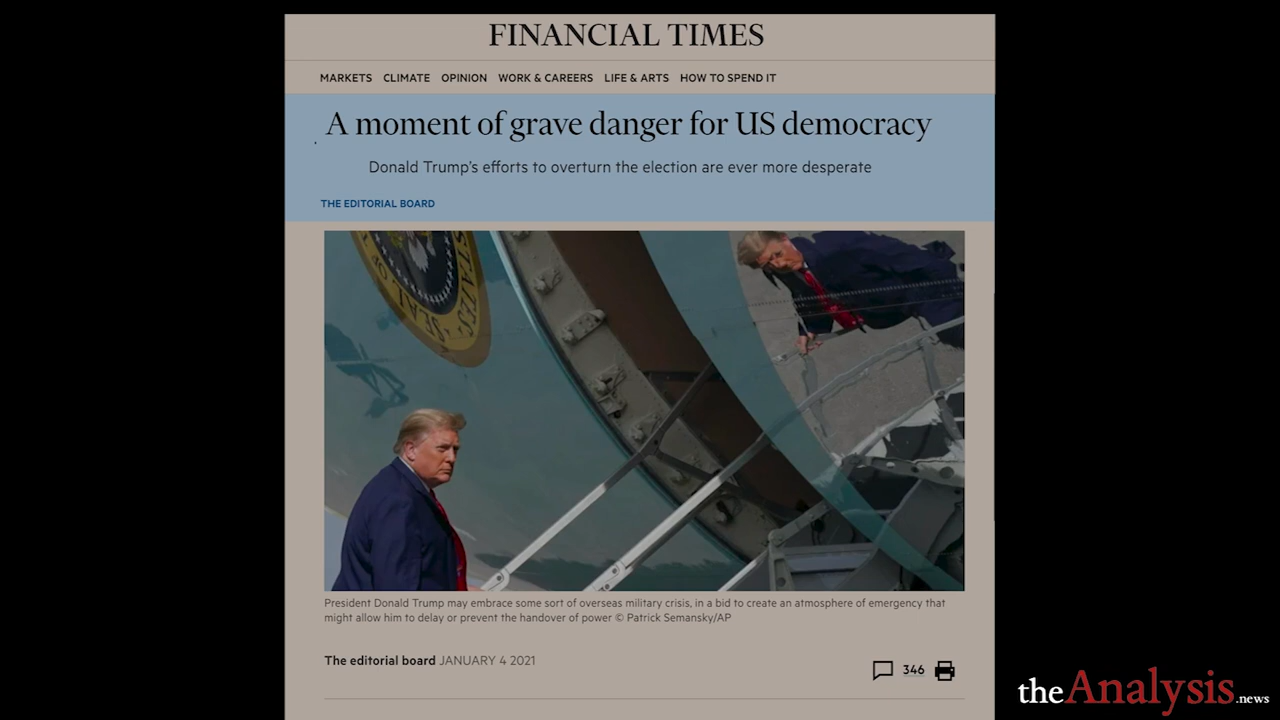 FINANCIAL TIMES
MARKETS CLIMATE OPINION WORK & CAREERS LIFE & ARTS HOW TO SPEND IT
A moment of grave danger for US democracy
Donald Trump's efforts to overturn the election are ever more desperate
THE EDITORIAL BOARD
SEAL OF
STATES
President Donald Trump may embrace some sort of overseas military crisis, in a bid to create an atmosphere of emergency that
might allow him to delay or prevent the handover of power © Patrick Semansky/AP
The editorial board JANUARY 4 2021
346
theAnalysis.news